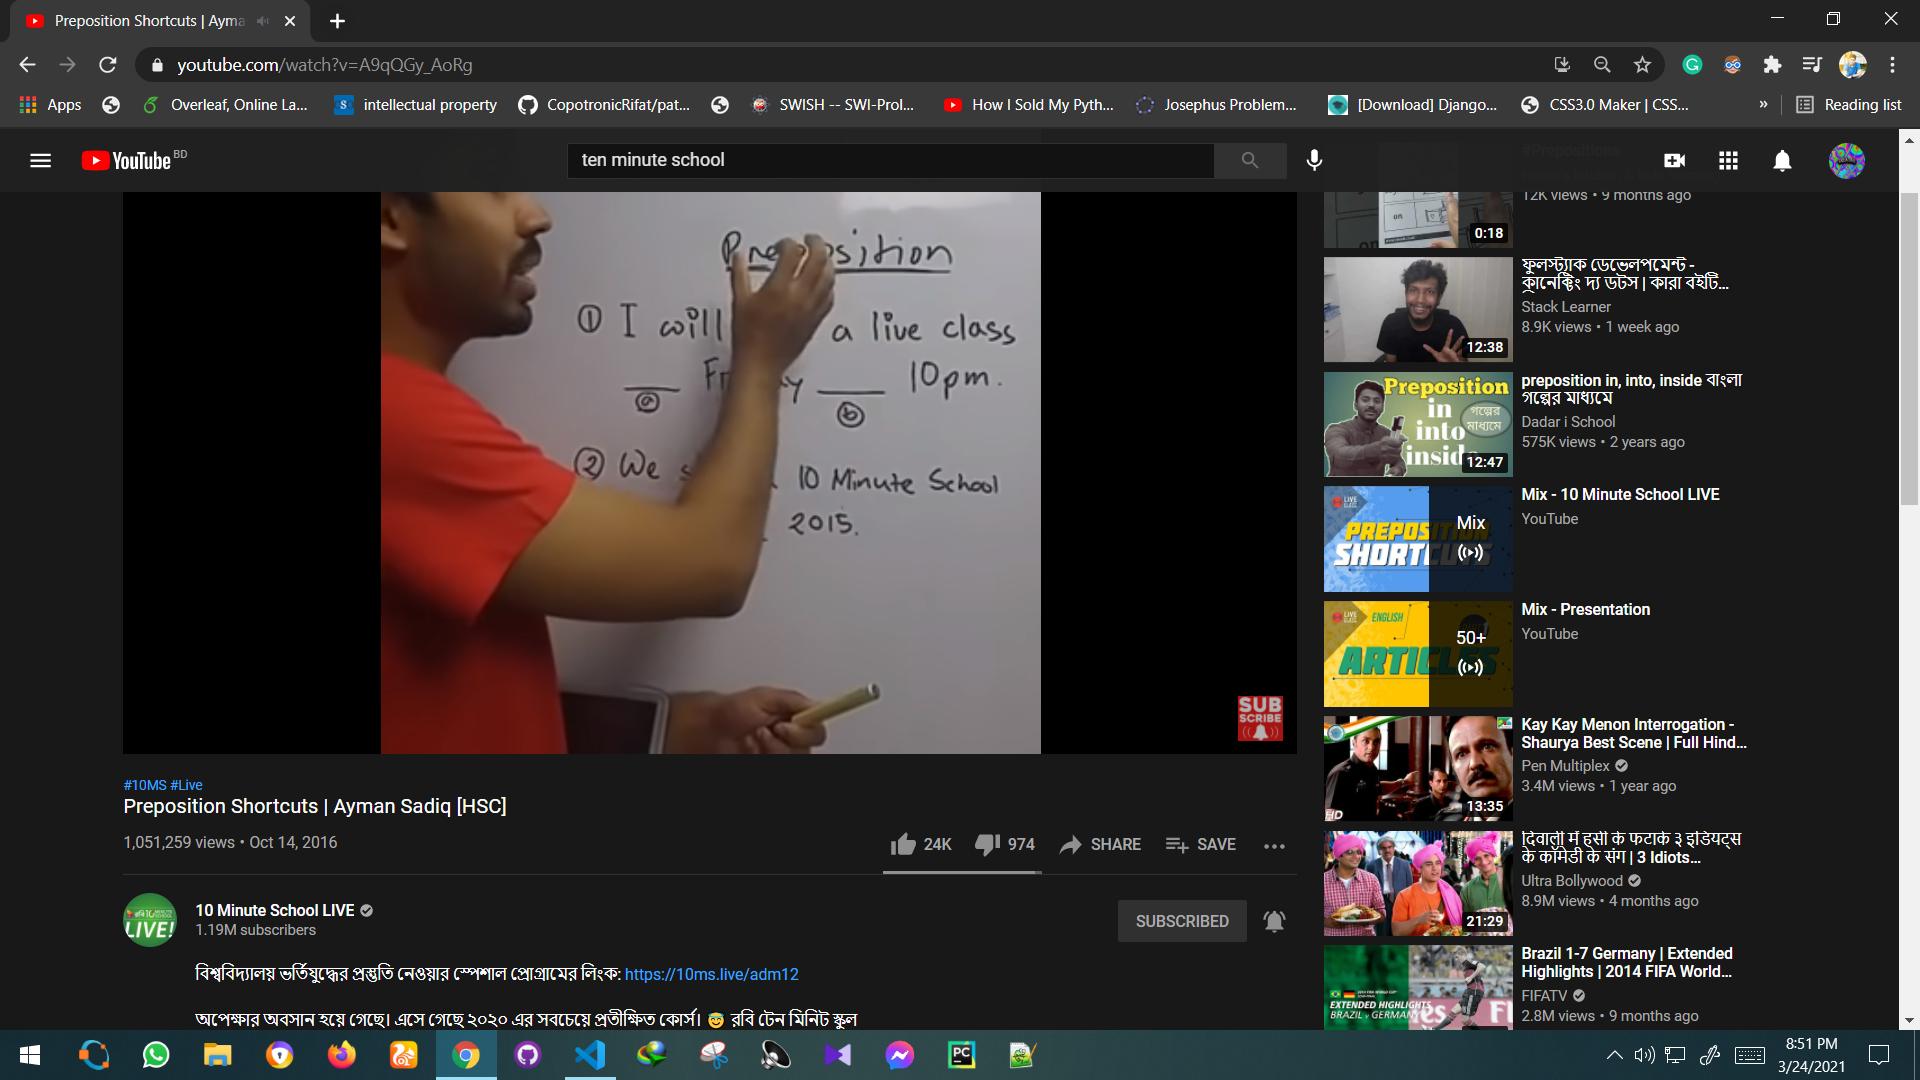 Preposition Shortcuts | Ayma
youtube.com/watch?v=A9qQGy_AoRg
Apps
Overleaf, Online La...
intellectual property
CopotronicRifat/pat...
SWISH -- SWI-Prol...
How I Sold My Pyth...
Josephus Problem...
[Download] Django...
CSS3.0 Maker | CSS...
»
Reading list
YouTube BD
ten minute school
Preposition
① I will a live class
Fr y 10pm.
ⓐ ⓑ
② We s 10 Minute School
2015.
SUB
SCRIBE
#10MS #Live
Preposition Shortcuts | Ayman Sadiq [HSC]
1,051,259 views • Oct 14, 2016
24K
974
SHARE
SAVE
LIVE!
10 Minute School LIVE
1.19M subscribers
SUBSCRIBED
বিশ্ববিদ্যালয় ভর্তিযুদ্ধের প্রস্তুতি নেওয়ার স্পেশাল প্রোগ্রামের লিংক: https://10ms.live/adm12
অপেক্ষার অবসান হয়ে গেছে। এসে গেছে ২০২০ এর সবচেয়ে প্রতীক্ষিত কোর্স। 😇 রবি টেন মিনিট স্কুল
#Prepositions
12K views • 9 months ago
on
0:18
ফুলস্ট্যাক ডেভেলপমেন্ট -
কানেক্টিং দ্য ডটস | কারা বইটি...
Stack Learner
8.9K views • 1 week ago
12:38
Preposition
in
into
inside
গল্পের
মাধ্যমে
12:47
preposition in, into, inside বাংলা
গল্পের মাধ্যমে
Dadar i School
575K views • 2 years ago
LIVE
CLASS
PREPOSITION
SHORTCUTS
Mix
Mix - 10 Minute School LIVE
YouTube
LIVE
CLASS
ENGLISH
ARTICLES
50+
Mix - Presentation
YouTube
HD
13:35
Kay Kay Menon Interrogation -
Shaurya Best Scene | Full Hind...
Pen Multiplex
3.4M views • 1 year ago
21:29
दिवाली में हंसी के फटाके ३ इडियट्स
के कॉमेडी के संग | 3 Idiots...
Ultra Bollywood
8.9M views • 4 months ago
EXTENDED HIGHLIGHTS
BRAZIL v GERMANY
Brazil 1-7 Germany | Extended
Highlights | 2014 FIFA World...
FIFATV
2.8M views • 9 months ago
PC
8:51 PM
3/24/2021